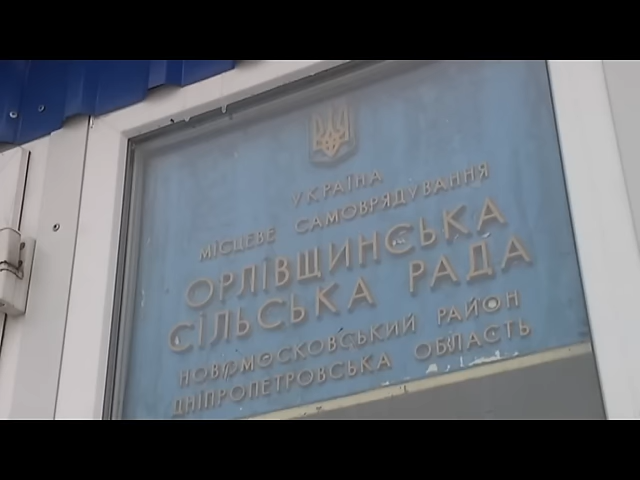 УКРАЇНА
МІСЦЕВЕ САМОВРЯДУВАННЯ
ОРЛІВЩИНСЬКА
СІЛЬСЬКА РАДА
НОВОМОСКОВСЬКИЙ РАЙОН
ДНІПРОПЕТРОВСЬКА ОБЛАСТЬ